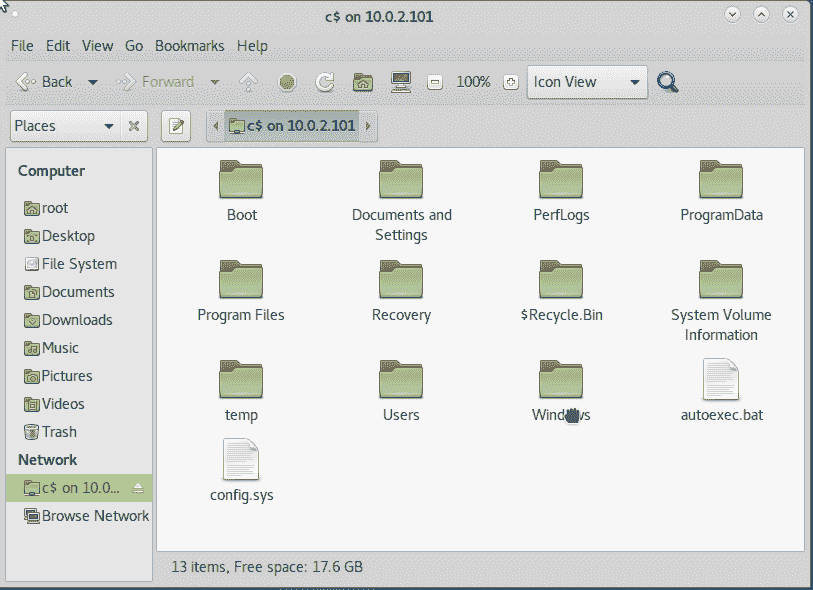 c$ on 10.0.2.101
File Edit View Go Bookmarks Help
Back Forward 100% Icon View
Places c$ on 10.0.2.101
Computer
root
Desktop
File System
Documents
Downloads
Music
Pictures
Videos
Trash
Network
c$ on 10.0...
Browse Network
Boot Documents and Settings PerfLogs ProgramData
Program Files Recovery $Recycle.Bin System Volume Information
temp Users Windows autoexec.bat
config.sys
13 items, Free space: 17.6 GB